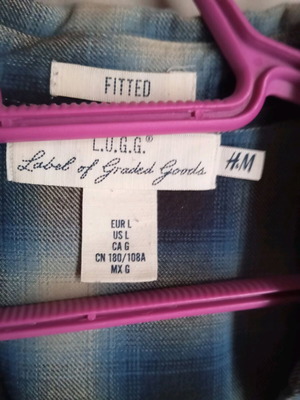 FITTED
L.O.G.G.®
Label of Graded Goods
H&M
EUR L
US L
CA G
CN 180/108A
MX G